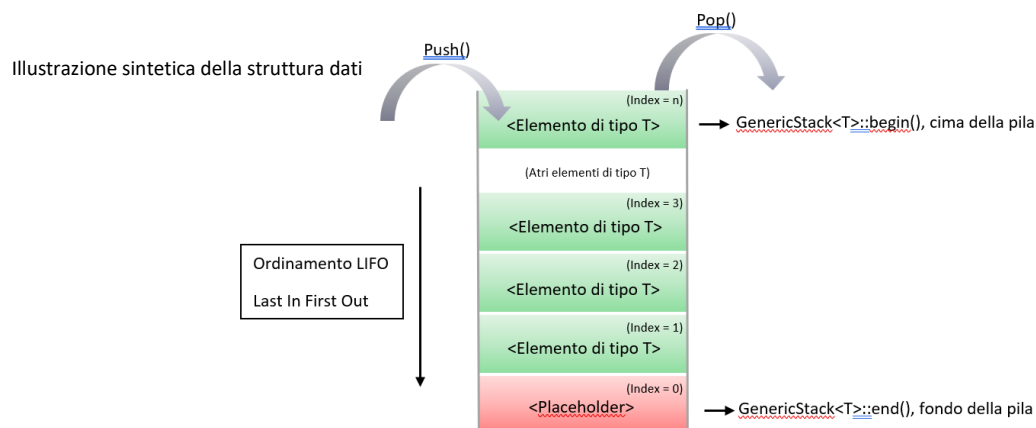 Pop()
Push()
Illustrazione sintetica della struttura dati
(Index = n)
<Elemento di tipo T>
GenericStack<T>::begin(), cima della pila
(Atri elementi di tipo T)
(Index = 3)
<Elemento di tipo T>
Ordinamento LIFO
Last In First Out
(Index = 2)
<Elemento di tipo T>
(Index = 1)
<Elemento di tipo T>
(Index = 0)
<Placeholder>
GenericStack<T>::end(), fondo della pila